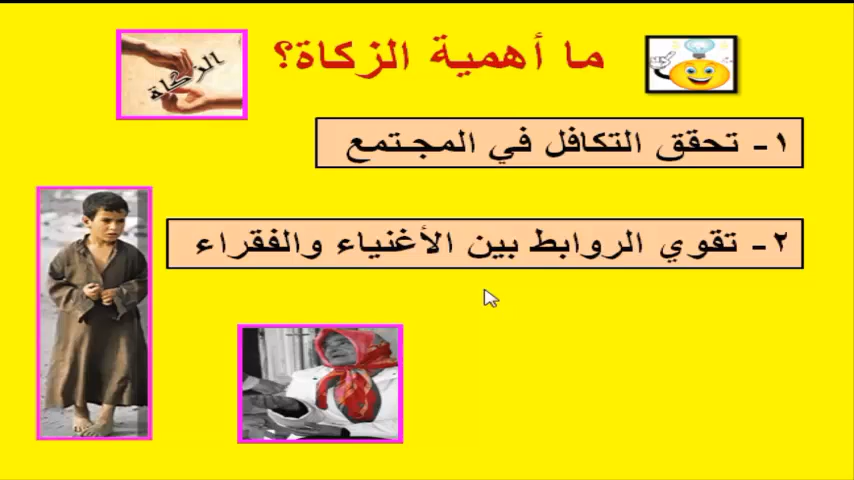 ما أهمية الزكاة؟
الزكاة
١- تحقق التكافل في المجتمع
٢- تقوي الروابط بين الأغنياء والفقراء